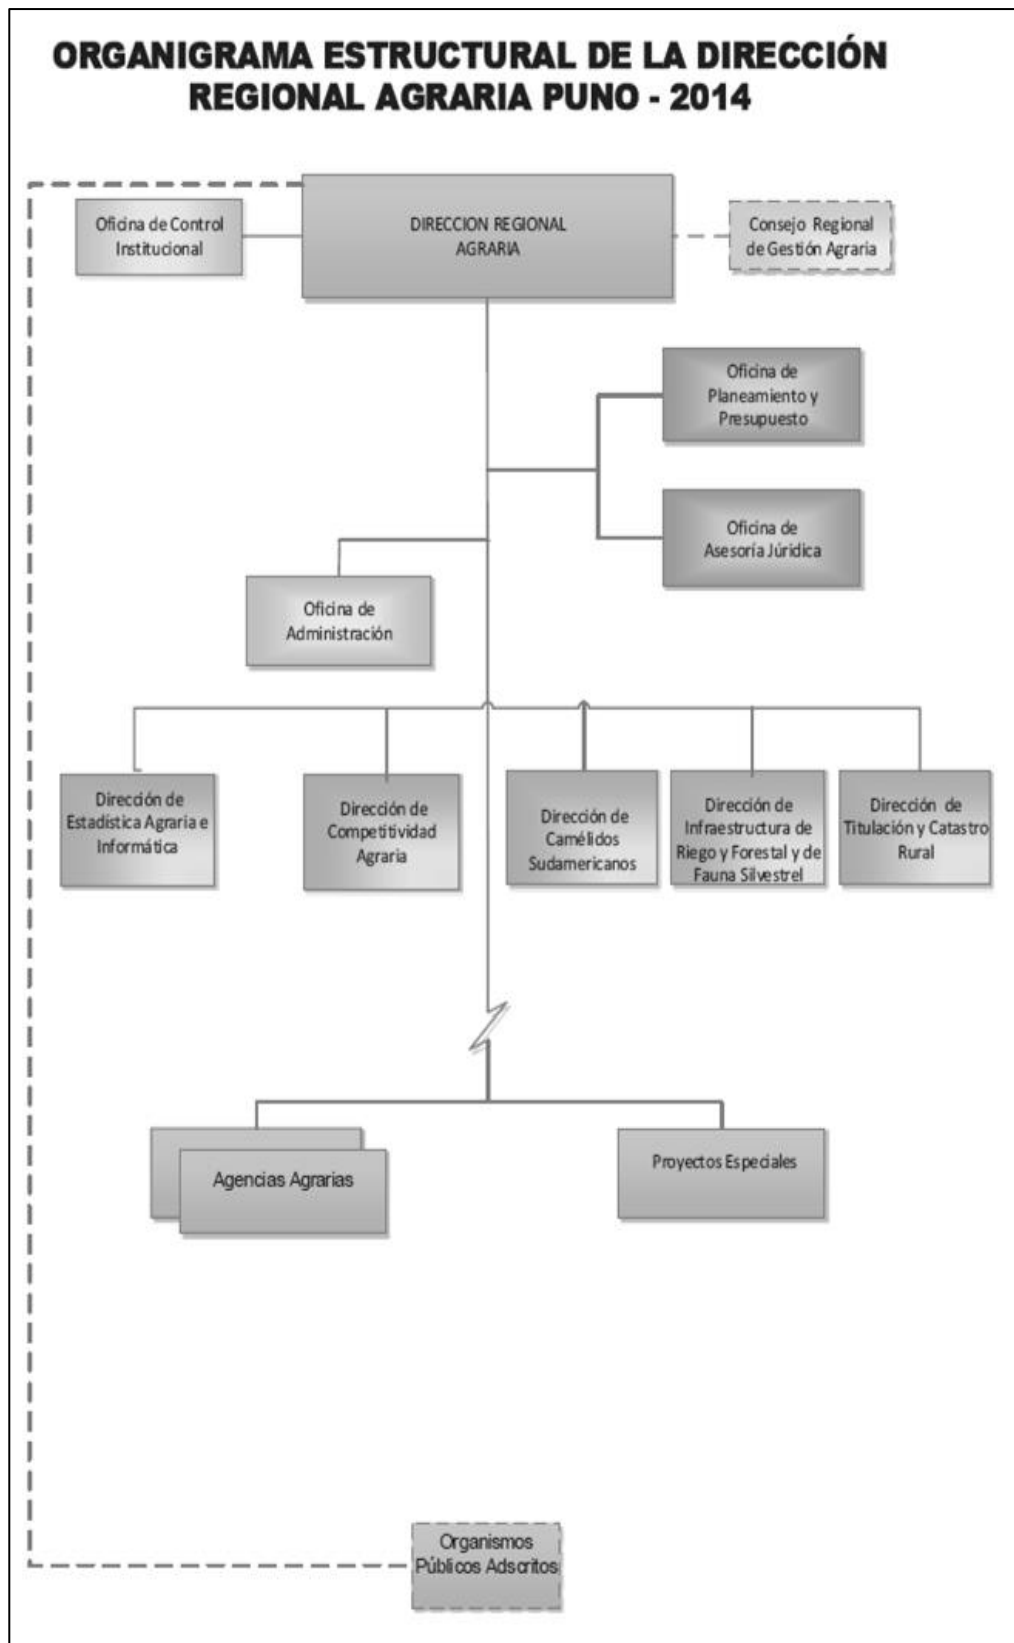 ORGANIGRAMA ESTRUCTURAL DE LA DIRECCIÓN
REGIONAL AGRARIA PUNO - 2014
Oficina de Control
Institucional
DIRECCION REGIONAL
AGRARIA
Consejo Regional
de Gestión Agraria
Oficina de
Planeamiento y
Presupuesto
Oficina de
Asesoría Júridica
Oficina de
Administración
Dirección de
Estadística Agraria e
Informática
Dirección de
Competitividad
Agraria
Dirección de
Camélidos
Sudamericanos
Dirección de
Infraestructura de
Riego y Forestal y de
Fauna Silvestrel
Dirección de
Titulación y Catastro
Rural
Agencias Agrarias
Proyectos Especiales
Organismos
Públicos Adscritos